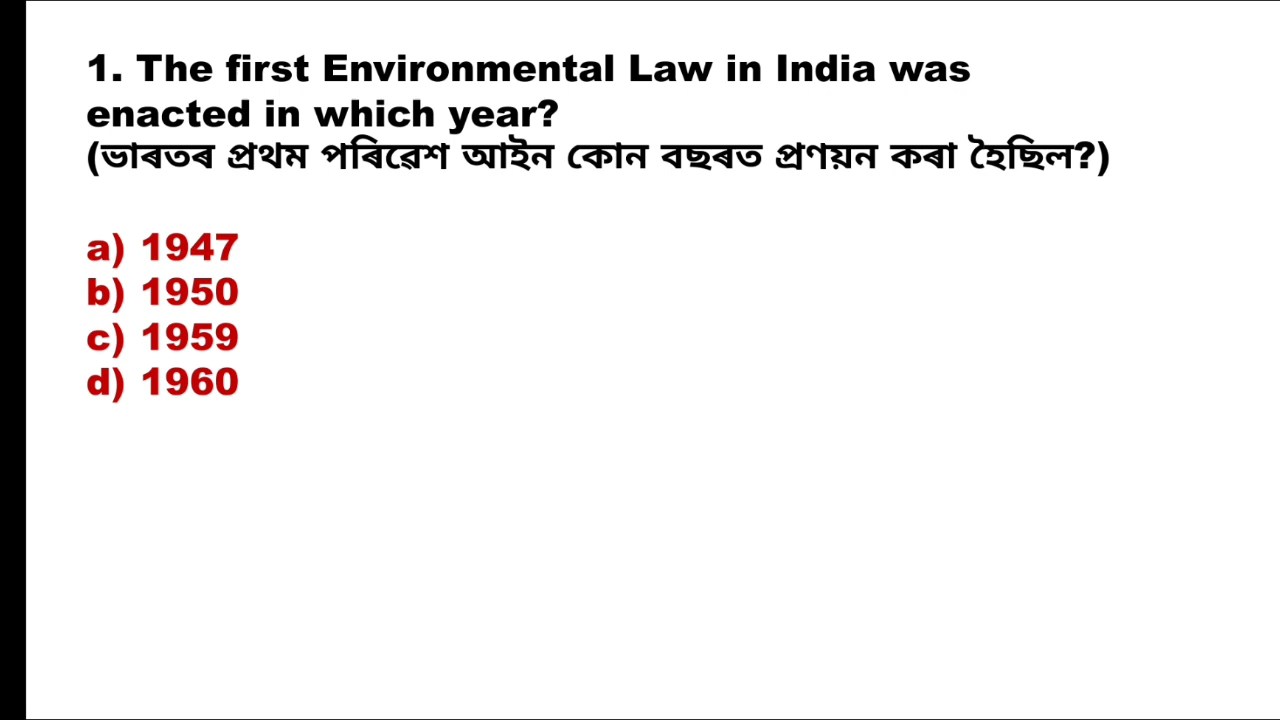 1. The first Environmental Law in India was
enacted in which year?
(ভাৰতৰ প্ৰথম পৰিৱেশ আইন কোন বছৰত প্ৰণয়ন কৰা হৈছিল?)
a) 1947
b) 1950
c) 1959
d) 1960